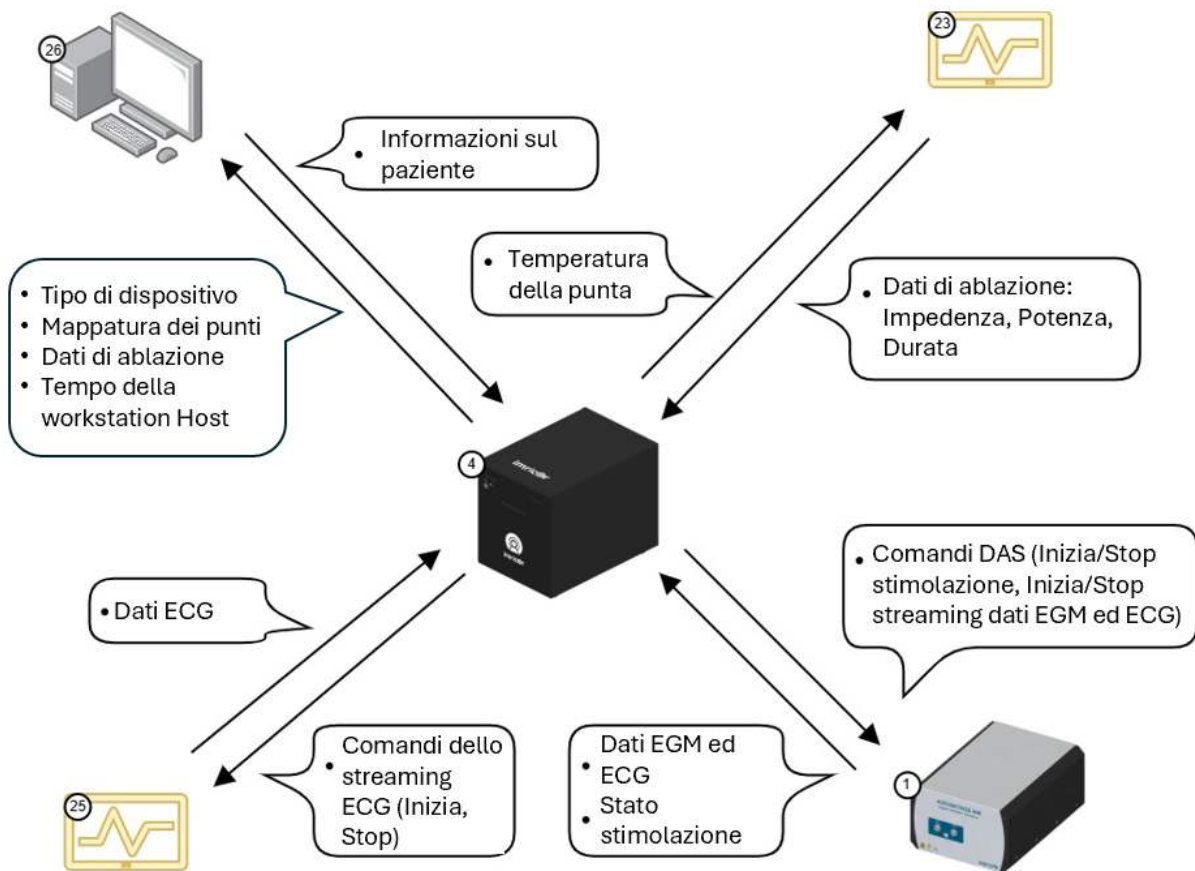 26
23
• Informazioni sul
paziente
• Temperatura
della punta
• Dati di ablazione:
Impedenza, Potenza,
Durata
• Tipo di dispositivo
• Mappatura dei punti
• Dati di ablazione
• Tempo della
workstation Host
4
imricor
• Comandi DAS (Inizia/Stop
stimolazione, Inizia/Stop
streaming dati EGM ed ECG)
• Dati ECG
Comandi dello
• streaming
ECG (Inizia,
Stop)
• Dati EGM ed
ECG
• Stato
stimolazione
25
1